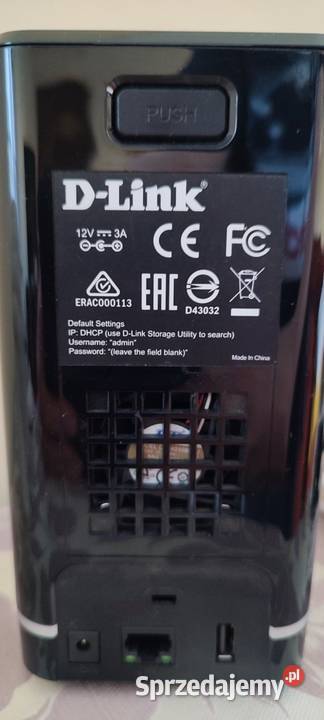 PUSH
D-Link®
12V ⎓ 3A
CE FC
ERAC000113
EAC
D43032
Default Settings
IP: DHCP (use D-Link Storage Utility to search)
Username: "admin"
Password: "(leave the field blank)"
Made In China
Sprzedajemy.pl